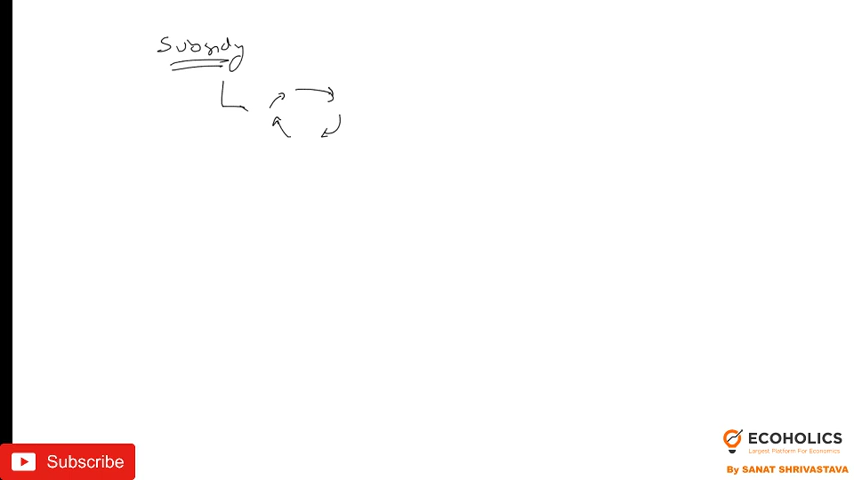 Subsidy
ECOHOLICS
Largest Platform For Economics
By SANAT SHRIVASTAVA
Subscribe